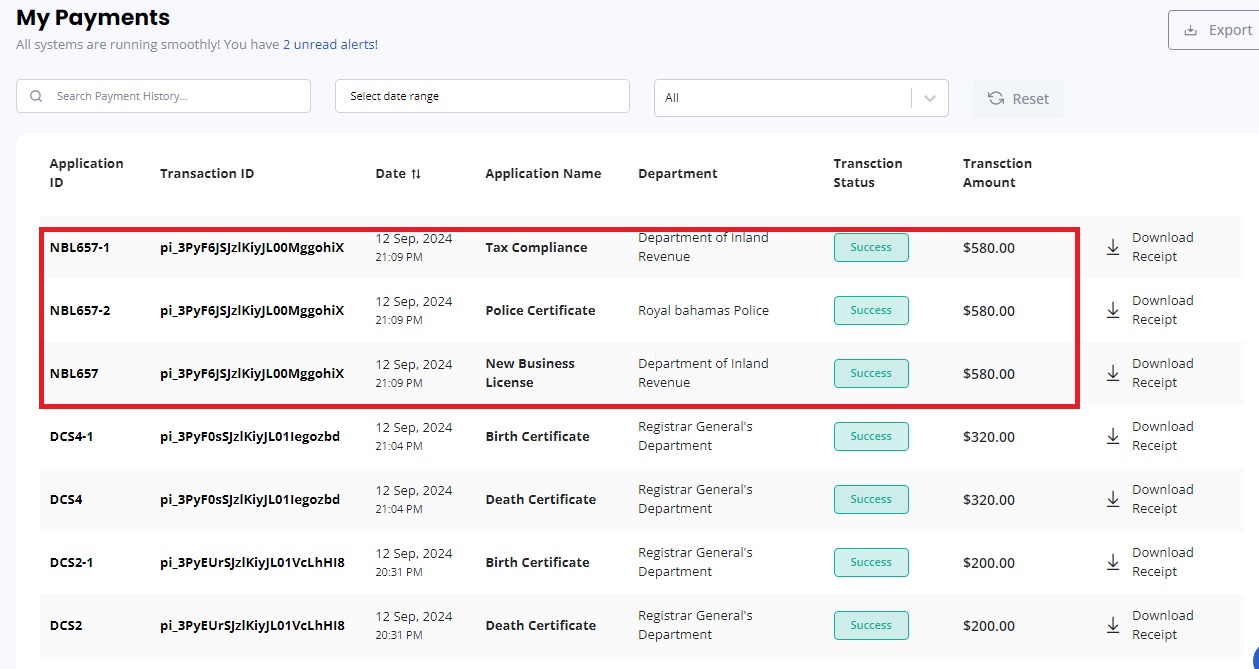 My Payments
All systems are running smoothly! You have 2 unread alerts!
Export
Search Payment History...
Select date range
All
Reset
Application ID
Transaction ID
Date
Application Name
Department
Transction Status
Transction Amount
NBL657-1
pi_3PyF6JSJzlKiyJL00MggohiX
12 Sep, 2024
21:09 PM
Tax Compliance
Department of Inland
Revenue
Success
$580.00
Download
Receipt
NBL657-2
pi_3PyF6JSJzlKiyJL00MggohiX
12 Sep, 2024
21:09 PM
Police Certificate
Royal bahamas Police
Success
$580.00
Download
Receipt
NBL657
pi_3PyF6JSJzlKiyJL00MggohiX
12 Sep, 2024
21:09 PM
New Business
License
Department of Inland
Revenue
Success
$580.00
Download
Receipt
DCS4-1
pi_3PyF0sSJzlKiyJL01Iegozbd
12 Sep, 2024
21:04 PM
Birth Certificate
Registrar General's
Department
Success
$320.00
Download
Receipt
DCS4
pi_3PyF0sSJzlKiyJL01Iegozbd
12 Sep, 2024
21:04 PM
Death Certificate
Registrar General's
Department
Success
$320.00
Download
Receipt
DCS2-1
pi_3PyEUrSJzlKiyJL01VcLhHI8
12 Sep, 2024
20:31 PM
Birth Certificate
Registrar General's
Department
Success
$200.00
Download
Receipt
DCS2
pi_3PyEUrSJzlKiyJL01VcLhHI8
12 Sep, 2024
20:31 PM
Death Certificate
Registrar General's
Department
Success
$200.00
Download
Receipt